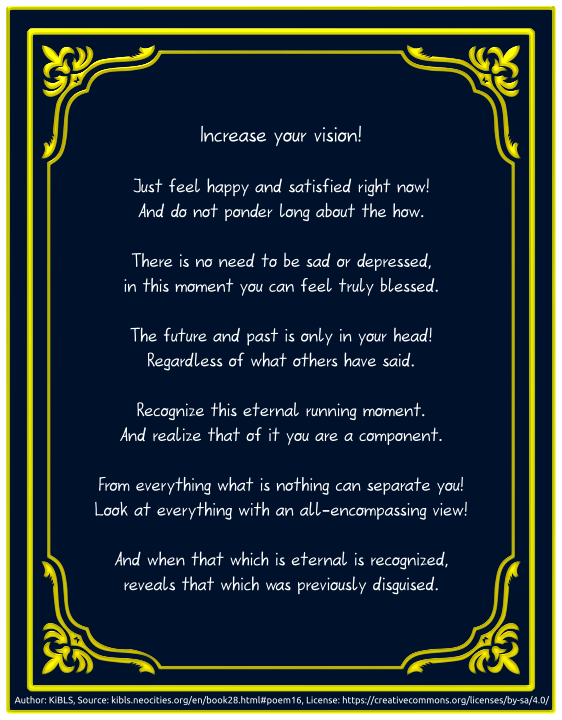 Increase your vision!
Just feel happy and satisfied right now!
And do not ponder long about the how.
There is no need to be sad or depressed,
in this moment you can feel truly blessed.
The future and past is only in your head!
Regardless of what others have said.
Recognize this eternal running moment.
And realize that of it you are a component.
From everything what is nothing can separate you!
Look at everything with an all-encompassing view!
And when that which is eternal is recognized,
reveals that which was previously disguised.
Author: KiBLS, Source: kibls.neocities.org/en/book28.html#poem16, License: https://creativecommons.org/licenses/by-sa/4.0/